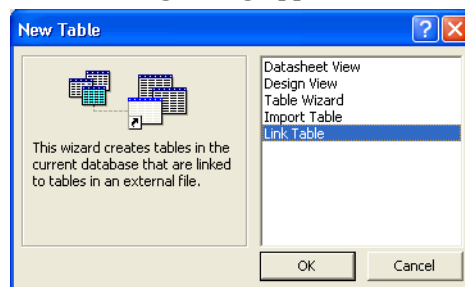 New Table
This wizard creates tables in the
current database that are linked
to tables in an external file.
Datasheet View
Design View
Table Wizard
Import Table
Link Table
OK
Cancel